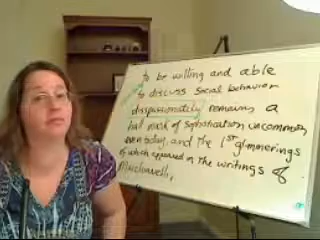 to be willing and able
to discuss social behavior
disspassionately remains a
hall mark of sophistication uncommon
even today, and the 1st glimmerings
of which appeared in the writings of
Machiavelli,